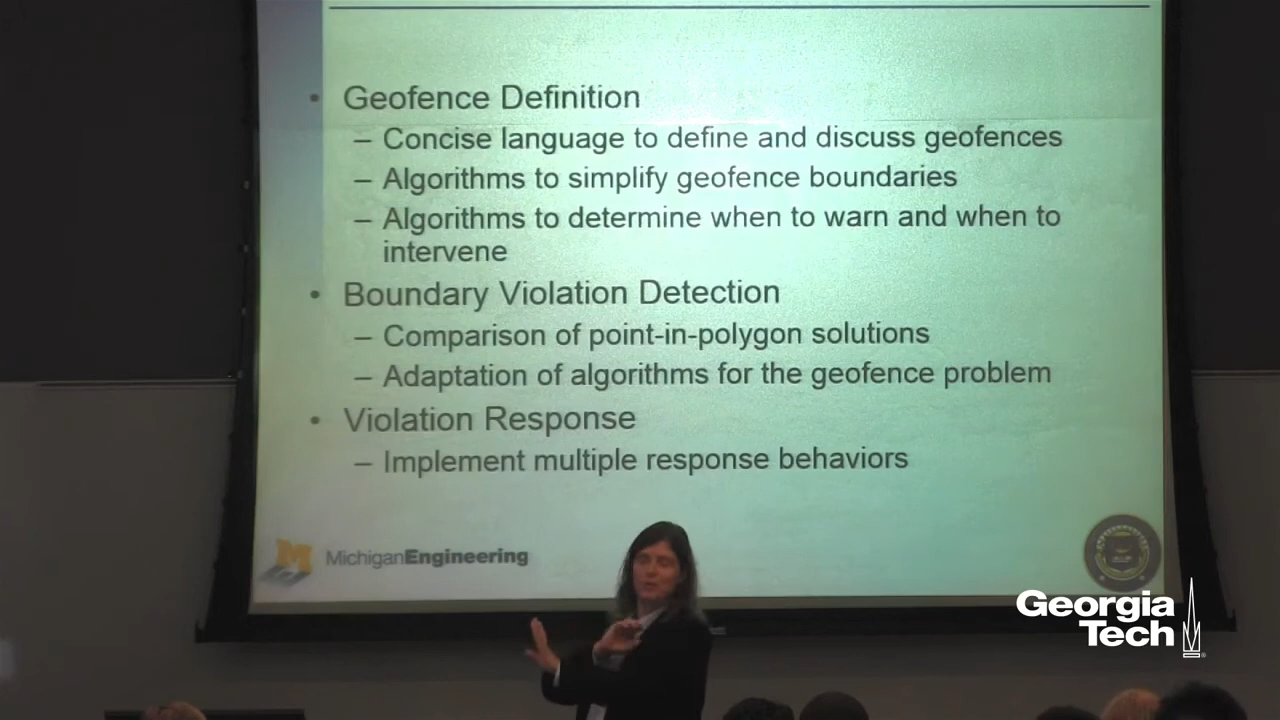 • Geofence Definition
– Concise language to define and discuss geofences
– Algorithms to simplify geofence boundaries
– Algorithms to determine when to warn and when to
intervene
• Boundary Violation Detection
– Comparison of point-in-polygon solutions
– Adaptation of algorithms for the geofence problem
• Violation Response
– Implement multiple response behaviors
M MichiganEngineering
Georgia
Tech